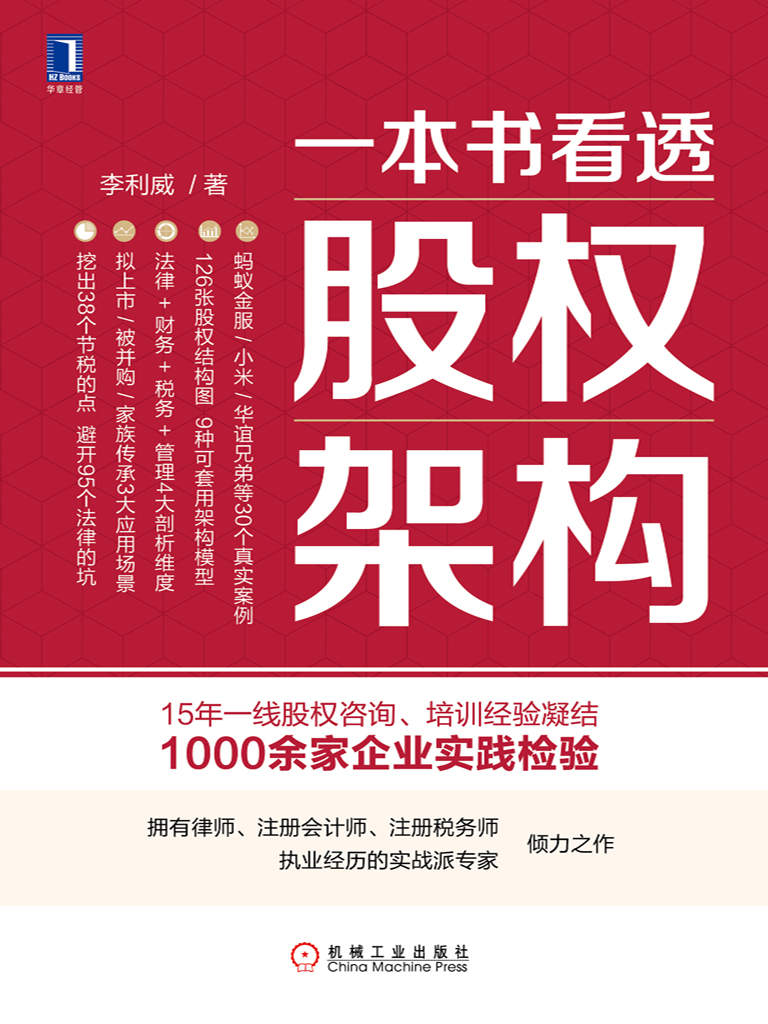 HZ Books
华章经管
一本书看透
股权
架构
李利威 / 著
蚂蚁金服 / 小米 / 华谊兄弟等30个真实案例
126张股权结构图 9种可套用架构模型
法律 + 财务 + 税务 + 管理4大剖析维度
拟上市 / 被并购 / 家族传承3大应用场景
挖出38个节税的点 避开95个法律的坑
15年一线股权咨询、培训经验凝结
1000余家企业实践检验
拥有律师、注册会计师、注册税务师
执业经历的实战派专家
倾力之作
机械工业出版社
China Machine Press